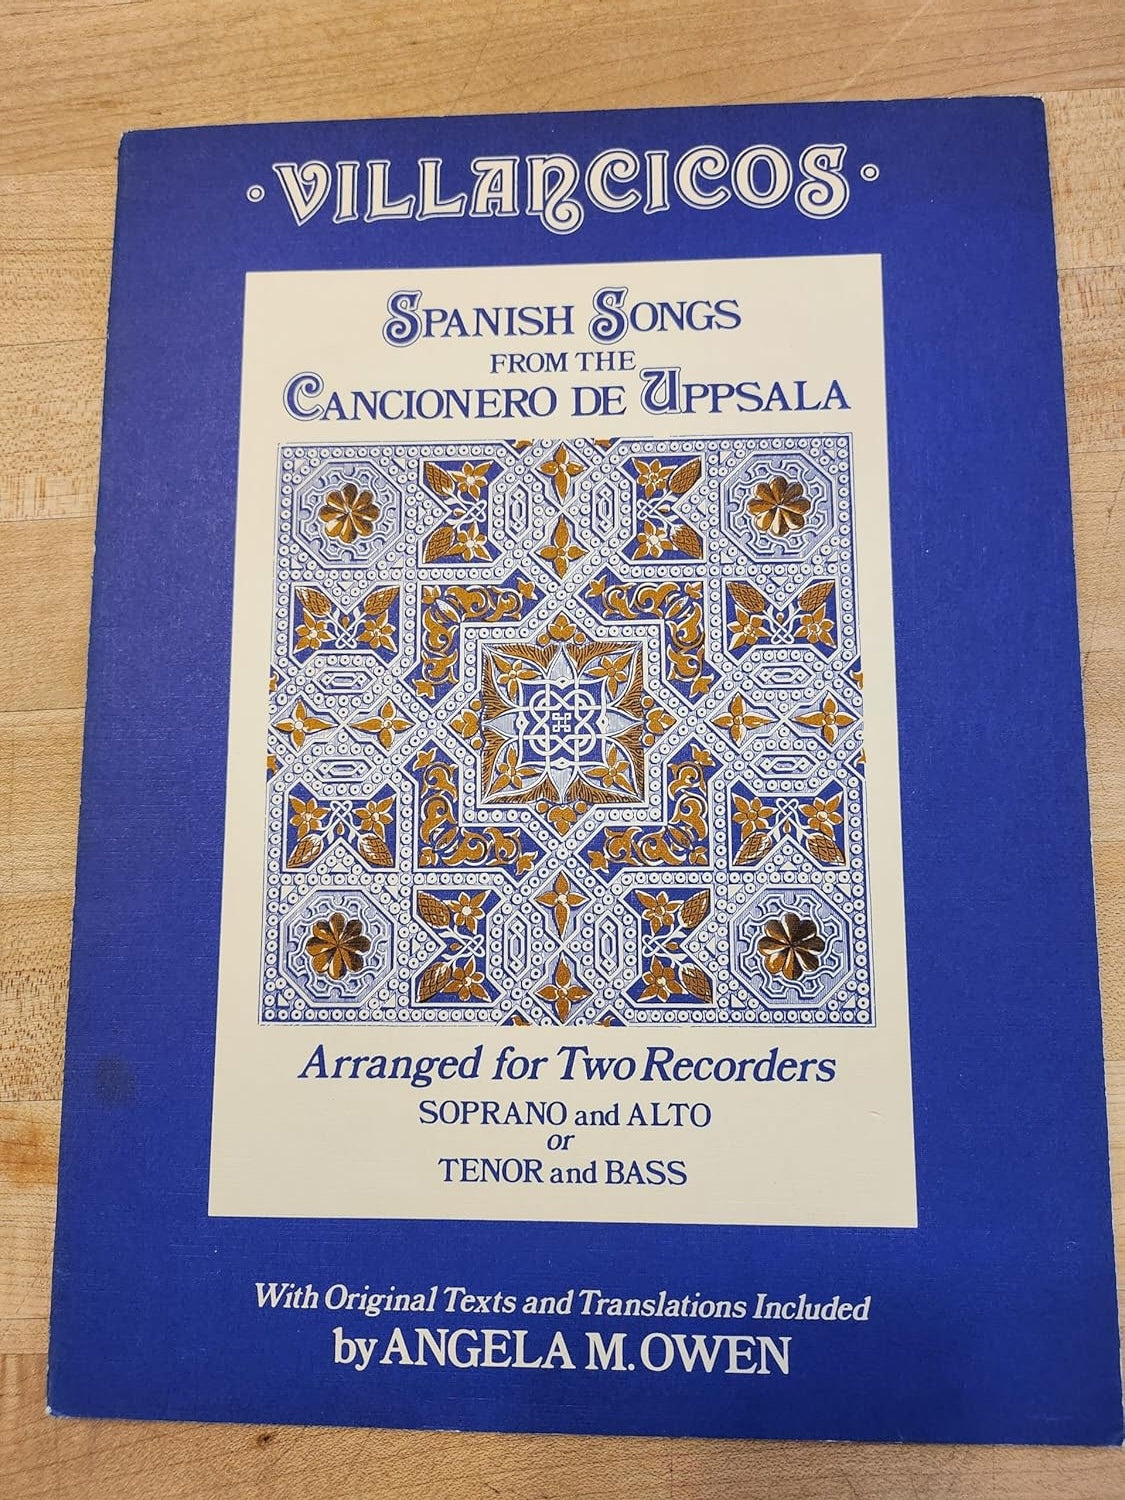 • VILLANCICOS •
SPANISH SONGS
FROM THE
CANCIONERO DE UPPSALA
Arranged for Two Recorders
SOPRANO and ALTO
or
TENOR and BASS
With Original Texts and Translations Included
by ANGELA M. OWEN